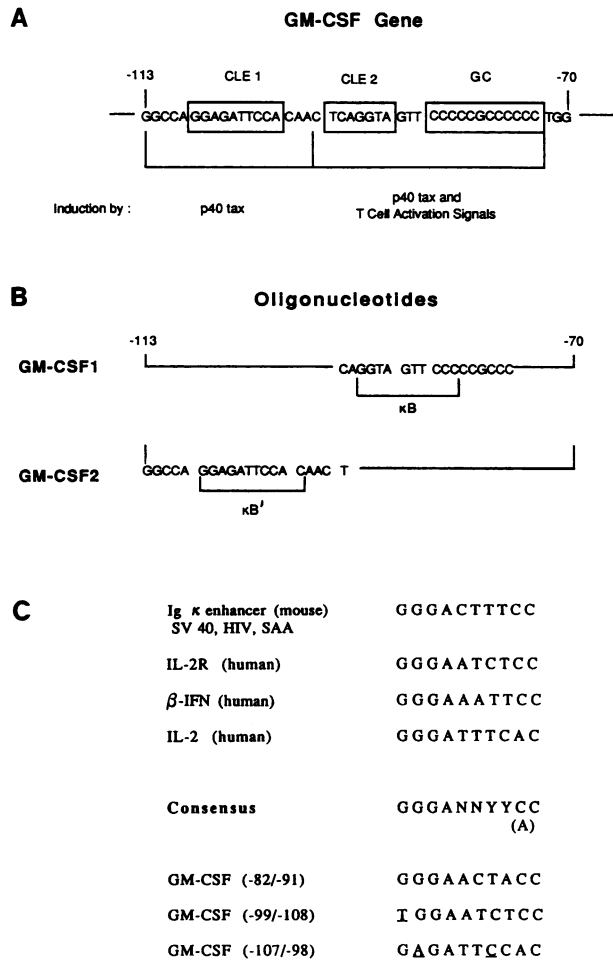 A
GM-CSF Gene
-113 CLE 1 CLE 2 GC -70
GGCCA GGAGATTCCA CAAC TCAGGTA GTT CCCCCGCCCCCC TGG
Induction by : p40 tax p40 tax and
T Cell Activation Signals
B
Oligonucleotides
-113 -70
GM-CSF1 CAGGTA GTT CCCCCGCCC
κB
GM-CSF2 GGCCA GGAGATTCCA CAAC T
κB'
C
Ig κ enhancer (mouse) GGGACTTTCC
SV 40, HIV, SAA
IL-2R (human) GGGAATCTCC
β-IFN (human) GGGAAATTCC
IL-2 (human) GGGATTTCAC
Consensus GGGANNYYCC
(A)
GM-CSF (-82/-91) GGGAACTACC
GM-CSF (-99/-108) TGGAATCTCC
GM-CSF (-107/-98) GAGATTCCAC